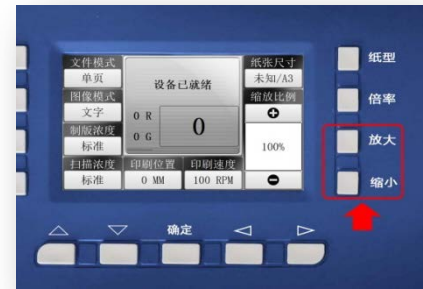 文件模式
单页
图像模式
文字
制版浓度
标准
扫描浓度
标准
设备已就绪
0 R
0 G
0
印刷位置
0 MM
印刷速度
100 RPM
纸张尺寸
未知/A3
缩放比例
100%
纸型
倍率
放大
缩小
确定